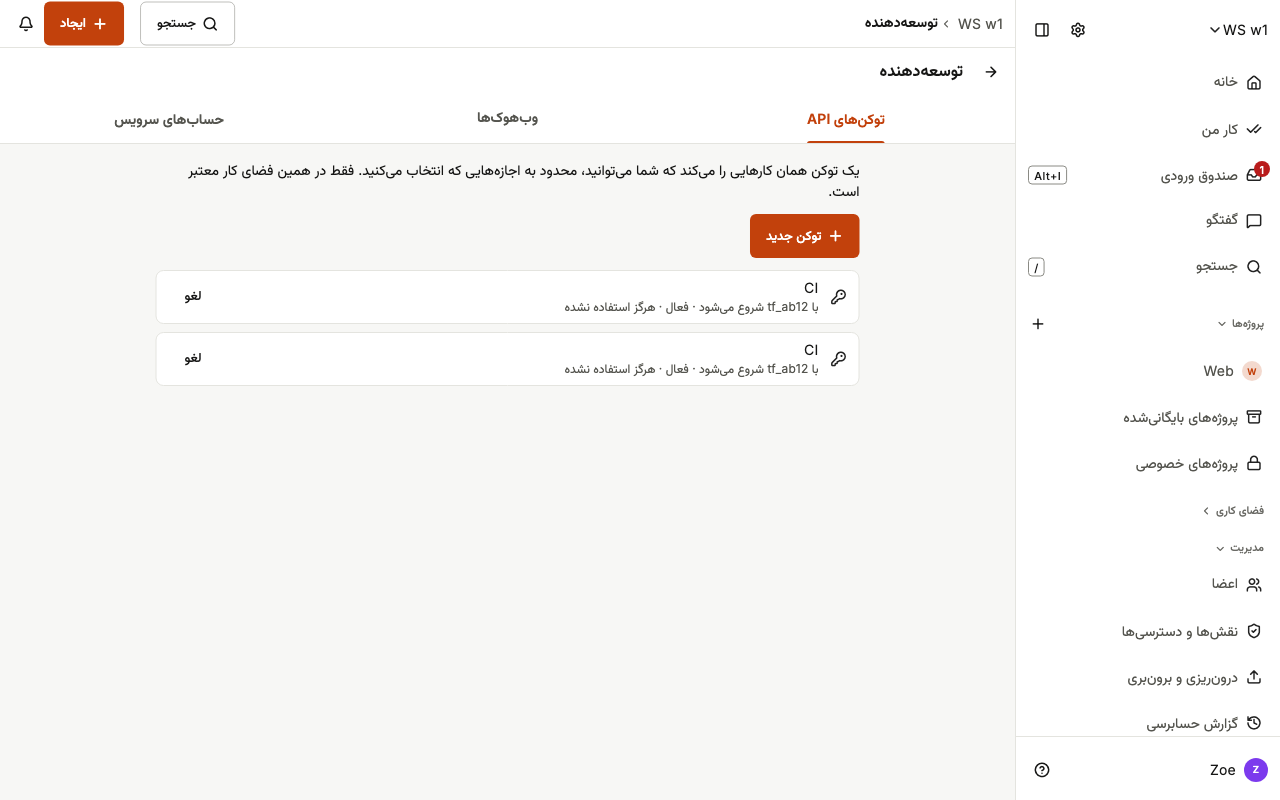 WS w1
خانه
کار من
صندوق ورودی
1
Alt+I
گفتگو
جستجو
/
پروژه‌ها
W
Web
پروژه‌های بایگانی‌شده
پروژه‌های خصوصی
فضای کاری
مدیریت
اعضا
نقش‌ها و دسترسی‌ها
درون‌ریزی و برون‌بری
گزارش حسابرسی
Z
Zoe
WS w1 › توسعه‌دهنده
جستجو
ایجاد
توسعه‌دهنده
توکن‌های API
وب‌هوک‌ها
حساب‌های سرویس
یک توکن همان کارهایی را می‌کند که شما می‌توانید، محدود به اجازه‌هایی که انتخاب می‌کنید. فقط در همین فضای کار معتبر
است.
توکن جدید
CI
با tf_ab12 شروع می‌شود · فعال · هرگز استفاده نشده
لغو
CI
با tf_ab12 شروع می‌شود · فعال · هرگز استفاده نشده
لغو